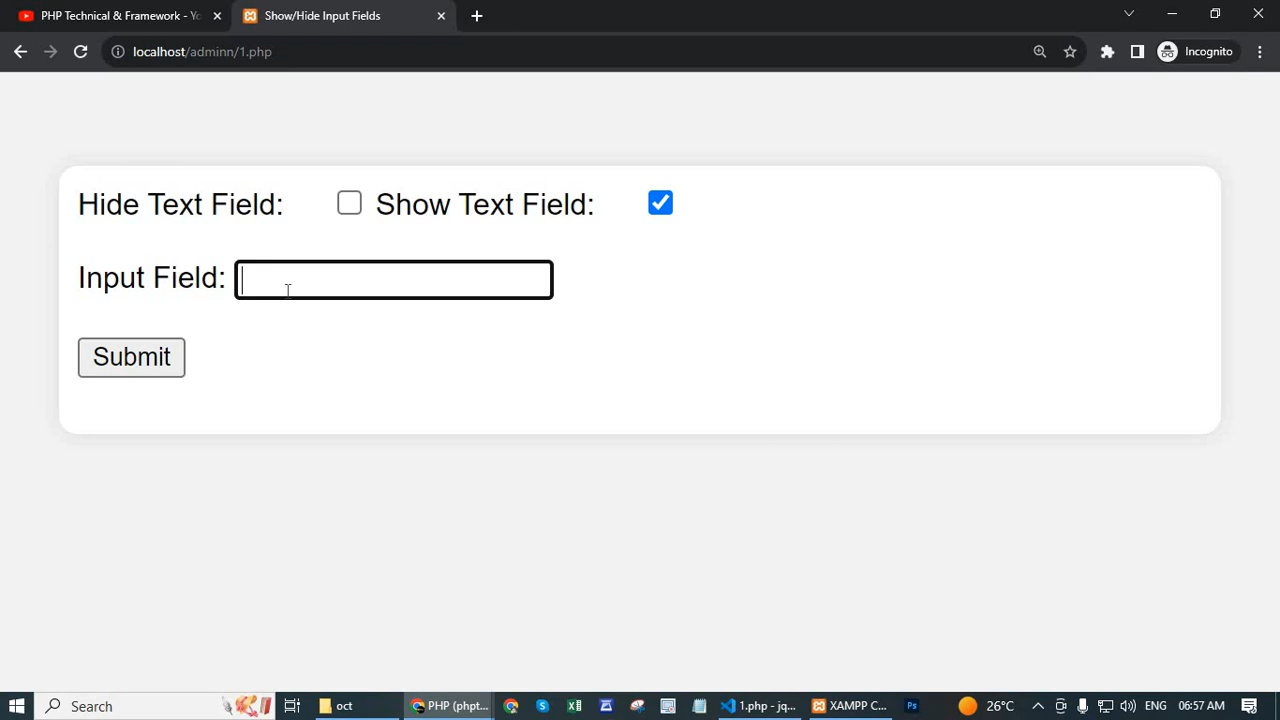 PHP Technical & Framework - Yo
Show/Hide Input Fields
localhost/adminn/1.php
Incognito
Hide Text Field:
Show Text Field:
Input Field:
Submit
Search
oct
PHP (phpt...
1.php - jq...
XAMPP C...
Ps
26°C
ENG
06:57 AM